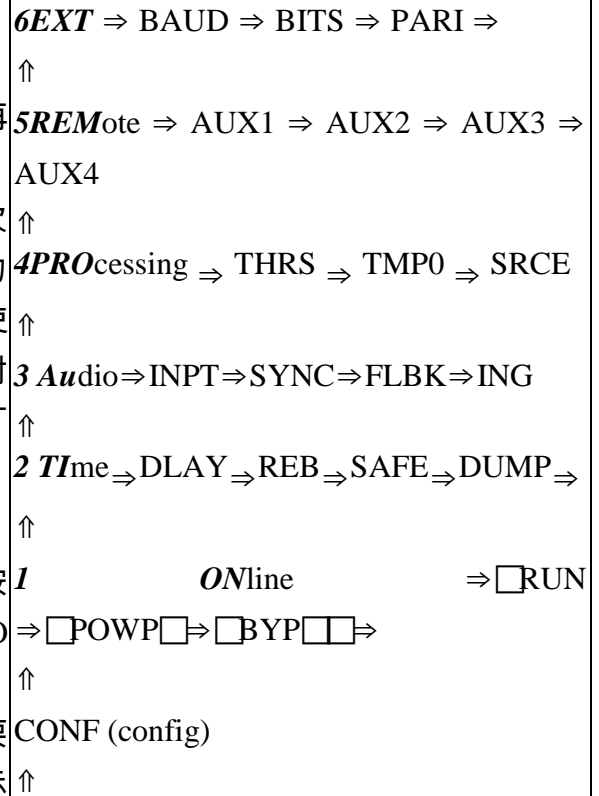 6EXT ⇒ BAUD ⇒ BITS ⇒ PARI ⇒
⇑
5REMote ⇒ AUX1 ⇒ AUX2 ⇒ AUX3 ⇒
AUX4
⇑
4PROcessing ⇒ THRS ⇒ TMP0 ⇒ SRCE
⇑
3 Audio⇒INPT⇒SYNC⇒FLBK⇒ING
⇑
2 TIme⇒DLAY⇒REB⇒SAFE⇒DUMP⇒
⇑
1 ONline ⇒□RUN
⇒□POWP□⇒□BYP□□⇒
⇑
CONF (config)
⇑